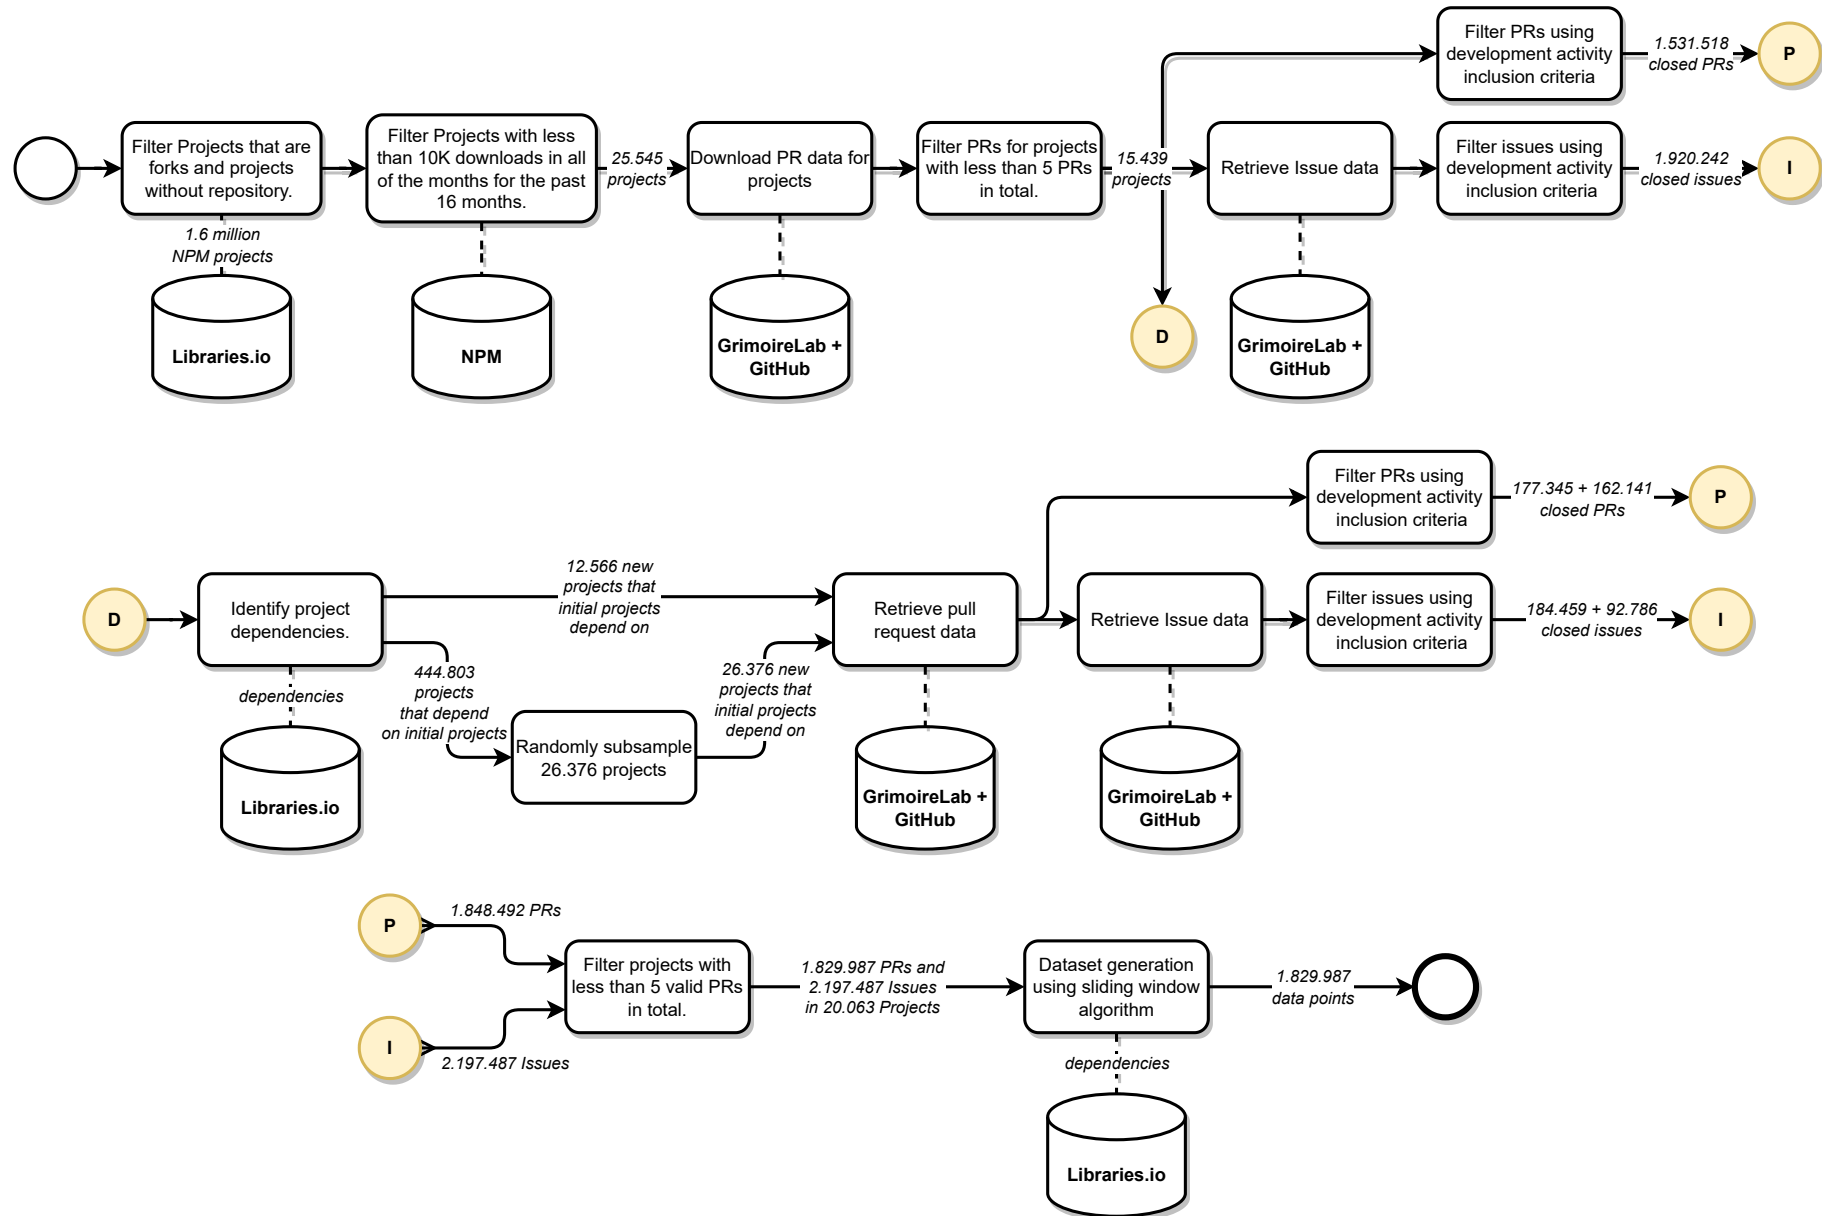 Filter PRs using
development activity
inclusion criteria
1.531.518
closed PRs
P
Filter Projects that are
forks and projects
without repository.
Filter Projects with less
than 10K downloads in all
of the months for the past
16 months.
25.545
projects
Download PR data for
projects
Filter PRs for projects
with less than 5 PRs
in total.
15.439
projects
Retrieve Issue data
Filter issues using
development activity
inclusion criteria
1.920.242
closed issues
I
1.6 million
NPM projects
Libraries.io
NPM
GrimoireLab +
GitHub
D
GrimoireLab +
GitHub
Filter PRs using
development activity
inclusion criteria
177.345 + 162.141
closed PRs
P
D
Identify project
dependencies.
12.566 new
projects that
initial projects
depend on
Retrieve pull
request data
Retrieve Issue data
Filter issues using
development activity
inclusion criteria
184.459 + 92.786
closed issues
I
dependencies
444.803
projects
that depend
on initial projects
Randomly subsample
26.376 projects
26.376 new
projects that
initial projects
depend on
Libraries.io
GrimoireLab +
GitHub
GrimoireLab +
GitHub
P
1.848.492 PRs
I
2.197.487 Issues
Filter projects with
less than 5 valid PRs
in total.
1.829.987 PRs and
2.197.487 Issues
in 20.063 Projects
Dataset generation
using sliding window
algorithm
1.829.987
data points
dependencies
Libraries.io